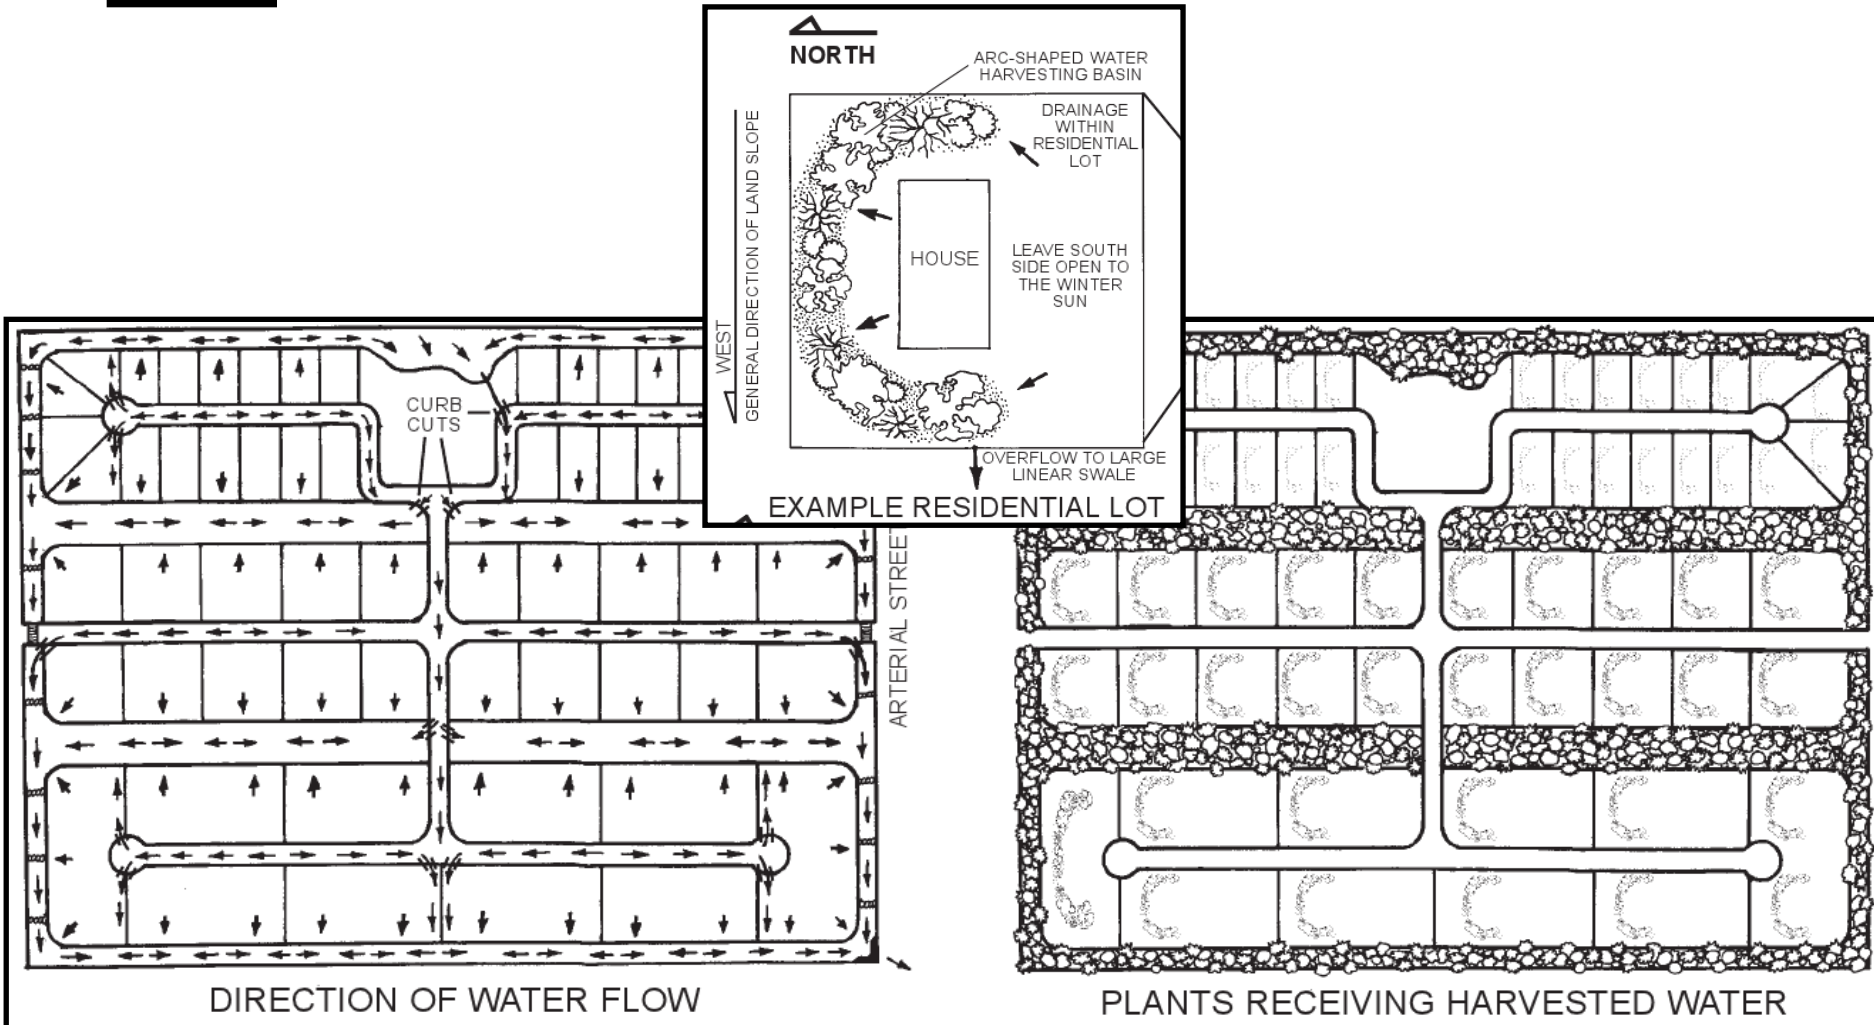 NORTH
ARC-SHAPED WATER
HARVESTING BASIN
DRAINAGE
WITHIN
RESIDENTIAL
LOT
WEST
GENERAL DIRECTION OF LAND SLOPE
HOUSE
LEAVE SOUTH
SIDE OPEN TO
THE WINTER
SUN
OVERFLOW TO LARGE
LINEAR SWALE
EXAMPLE RESIDENTIAL LOT
CURB
CUTS
ARTERIAL STREET
DIRECTION OF WATER FLOW
PLANTS RECEIVING HARVESTED WATER